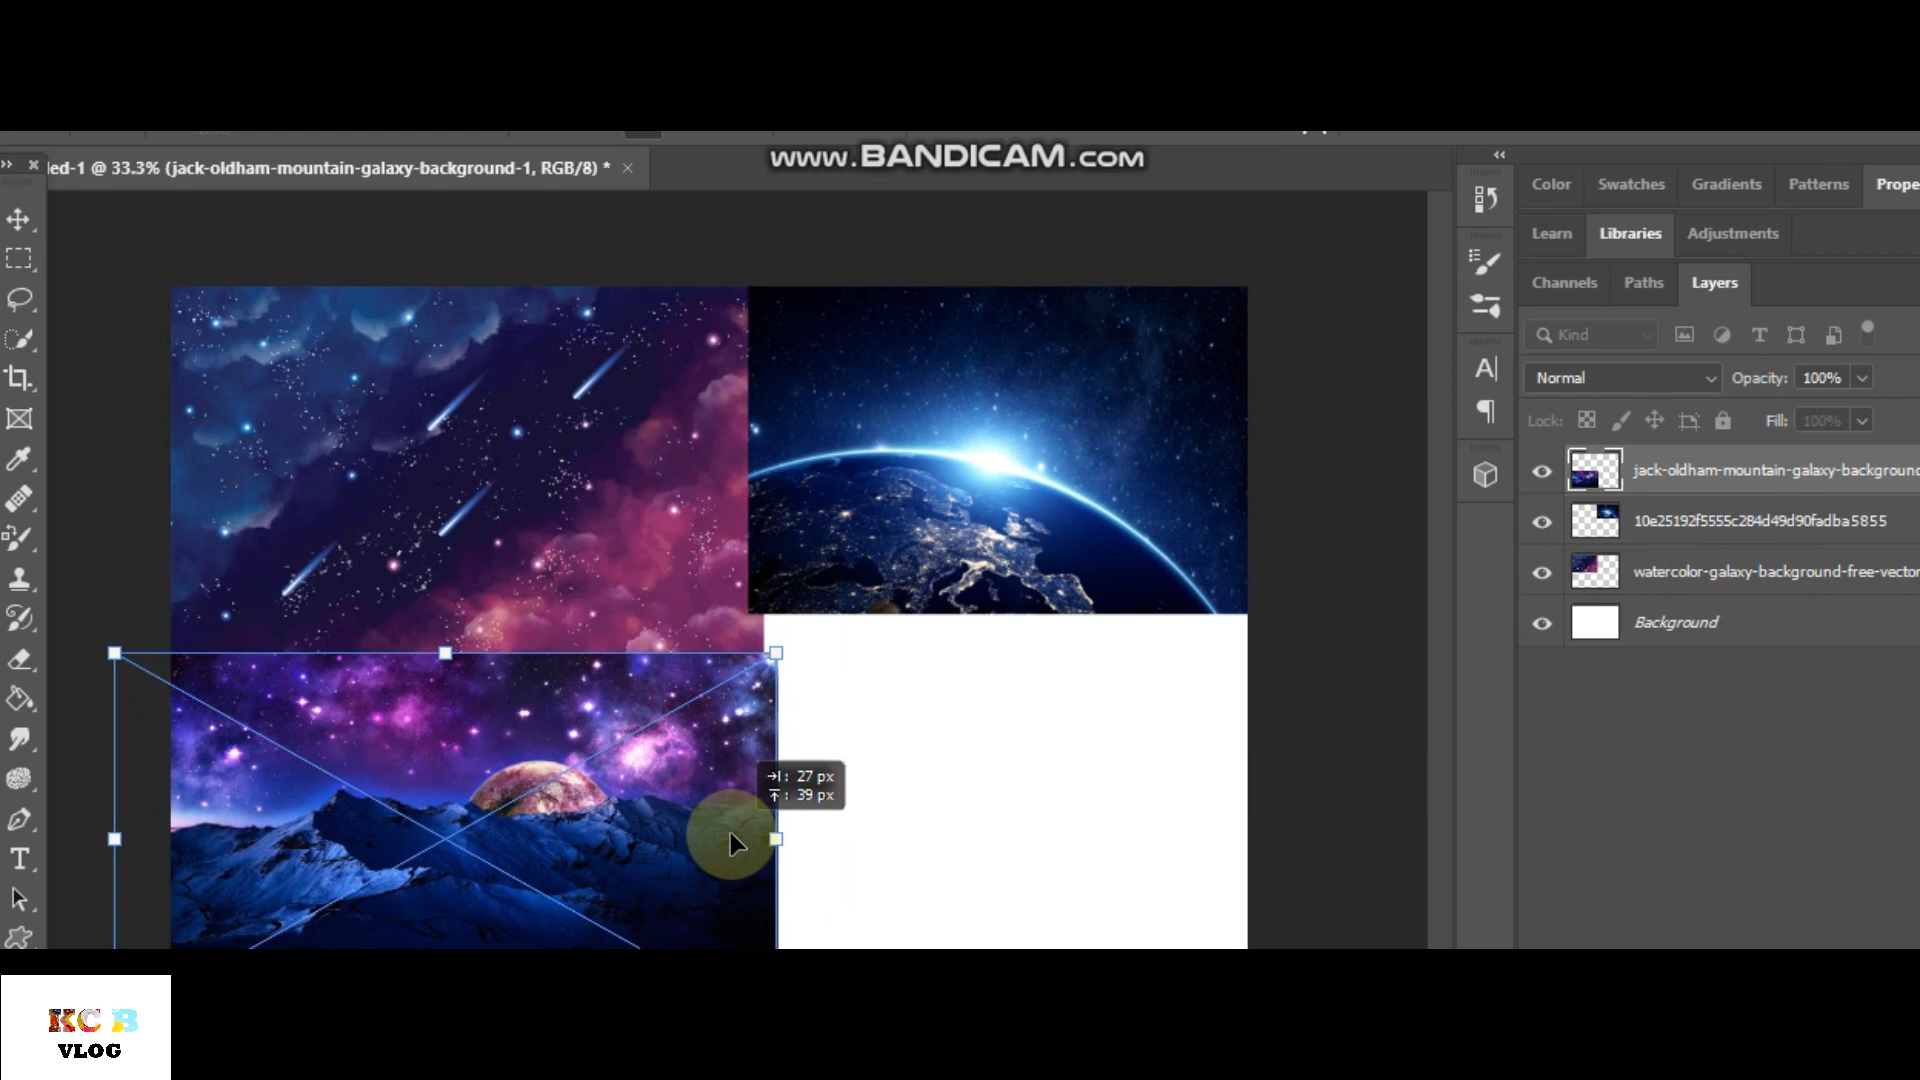 www.BANDICAM.com
led-1 @ 33.3% (jack-oldham-mountain-galaxy-background-1, RGB/8) *
Color Swatches Gradients Patterns Prope
Learn Libraries Adjustments
Channels Paths Layers
Kind
Normal Opacity: 100%
Lock: Fill: 100%
jack-oldham-mountain-galaxy-background
10e25192f5555c284d49d90fadba5855
watercolor-galaxy-background-free-vector
Background
27 px
39 px
KC B
VLOG